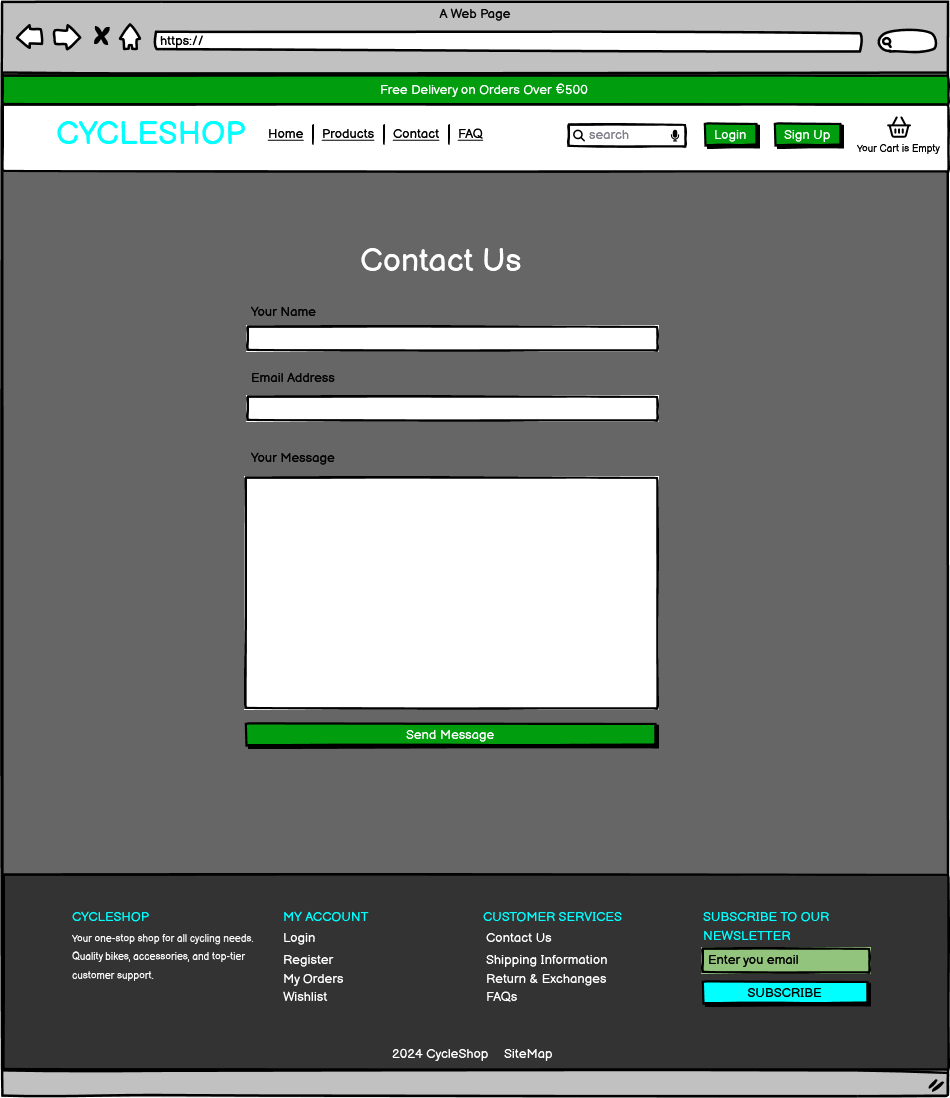 A Web Page
https://
Free Delivery on Orders Over €500
CYCLESHOP Home Products Contact FAQ search Login Sign Up
Your Cart is Empty
Contact Us
Your Name
Email Address
Your Message
Send Message
CYCLESHOP
Your one-stop shop for all cycling needs.
Quality bikes, accessories, and top-tier
customer support.
MY ACCOUNT
Login
Register
My Orders
Wishlist
CUSTOMER SERVICES
Contact Us
Shipping Information
Return & Exchanges
FAQs
SUBSCRIBE TO OUR
NEWSLETTER
Enter you email
SUBSCRIBE
2024 CycleShop SiteMap